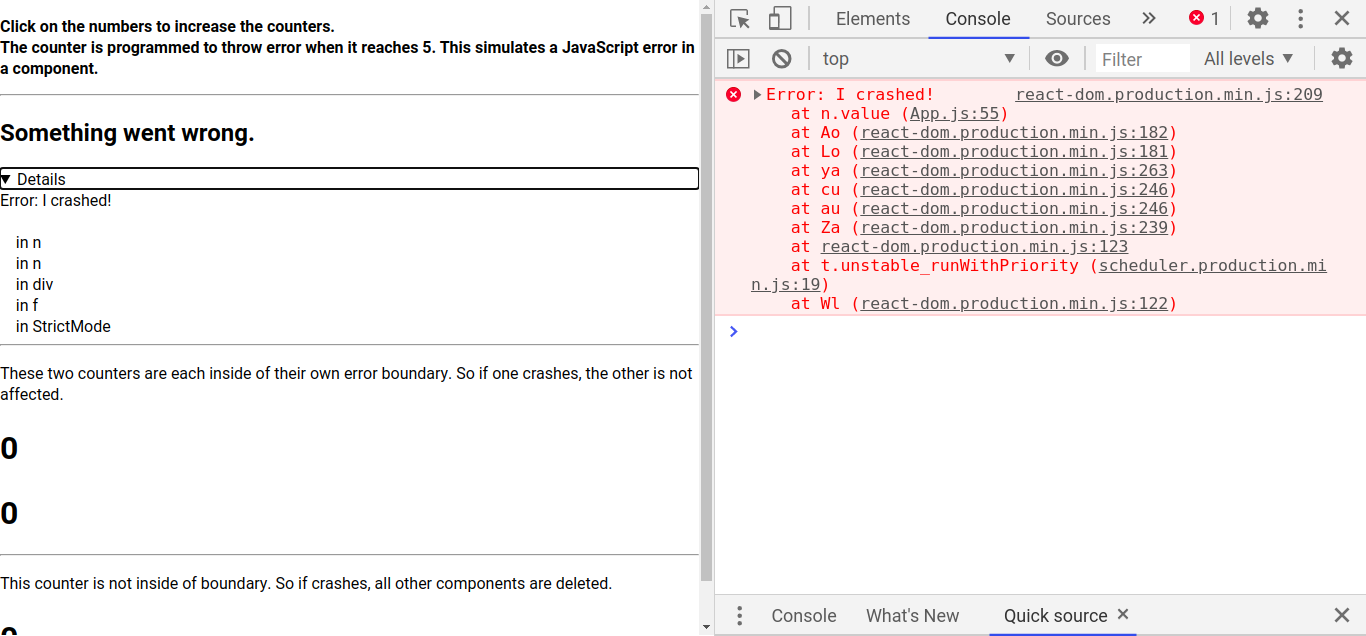 Click on the numbers to increase the counters.
The counter is programmed to throw error when it reaches 5. This simulates a JavaScript error in
a component.
Something went wrong.
▼ Details
Error: I crashed!
in n
in n
in div
in f
in StrictMode
These two counters are each inside of their own error boundary. So if one crashes, the other is not
affected.
0
0
This counter is not inside of boundary. So if crashes, all other components are deleted.
0
Elements Console Sources » 1
top ▼ Filter All levels ▼
▶Error: I crashed! react-dom.production.min.js:209
at n.value (App.js:55)
at Ao (react-dom.production.min.js:182)
at Lo (react-dom.production.min.js:181)
at ya (react-dom.production.min.js:263)
at cu (react-dom.production.min.js:246)
at au (react-dom.production.min.js:246)
at Za (react-dom.production.min.js:239)
at react-dom.production.min.js:123
at t.unstable_runWithPriority (scheduler.production.mi
n.js:19)
at Wl (react-dom.production.min.js:122)
Console What's New Quick source ×